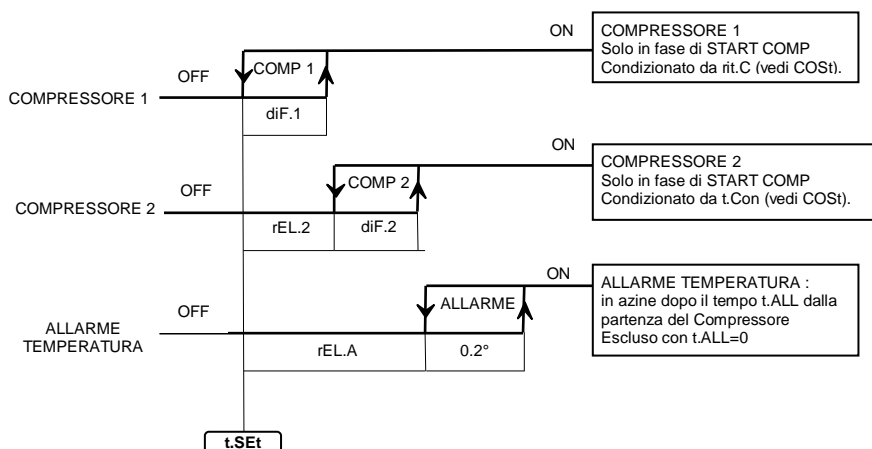 ON
COMPRESSORE 1
Solo in fase di START COMP
Condizionato da rit.C (vedi COSt).
OFF
COMP 1
COMPRESSORE 1
diF.1
ON
COMPRESSORE 2
Solo in fase di START COMP
Condizionato da t.Con (vedi COSt).
OFF
COMP 2
COMPRESSORE 2
rEL.2
diF.2
ON
ALLARME TEMPERATURA :
in azine dopo il tempo t.ALL dalla
partenza del Compressore
Escluso con t.ALL=0
OFF
ALLARME
ALLARME
TEMPERATURA
rEL.A
0.2°
t.SEt